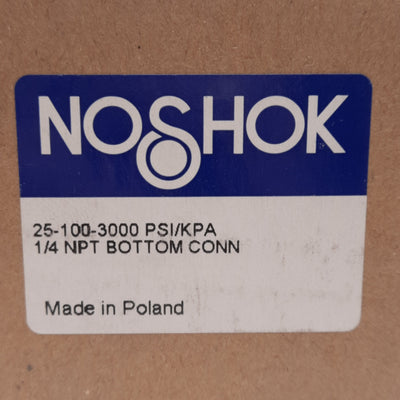 NOSHOK
25-100-3000 PSI/KPA
1/4 NPT BOTTOM CONN
Made in Poland